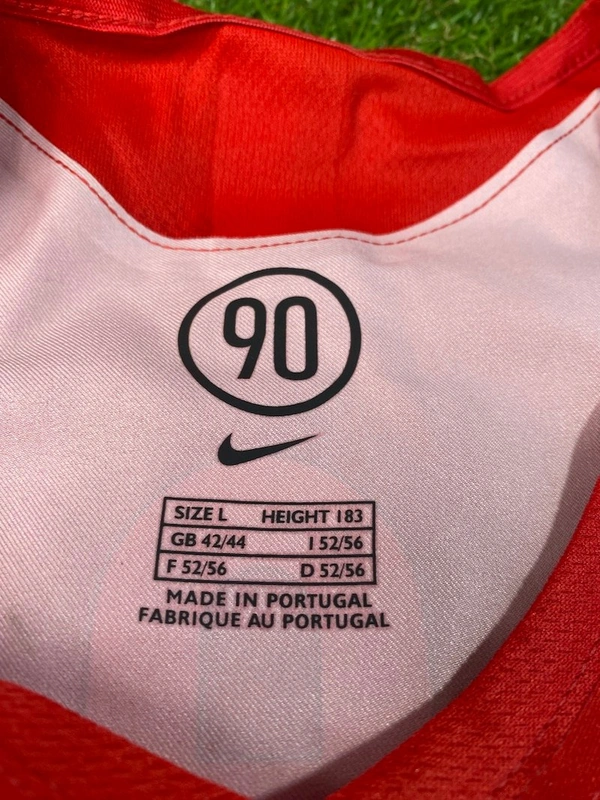 90
SIZE L HEIGHT 183
GB 42/44 I 52/56
F 52/56 D 52/56
MADE IN PORTUGAL
FABRIQUE AU PORTUGAL